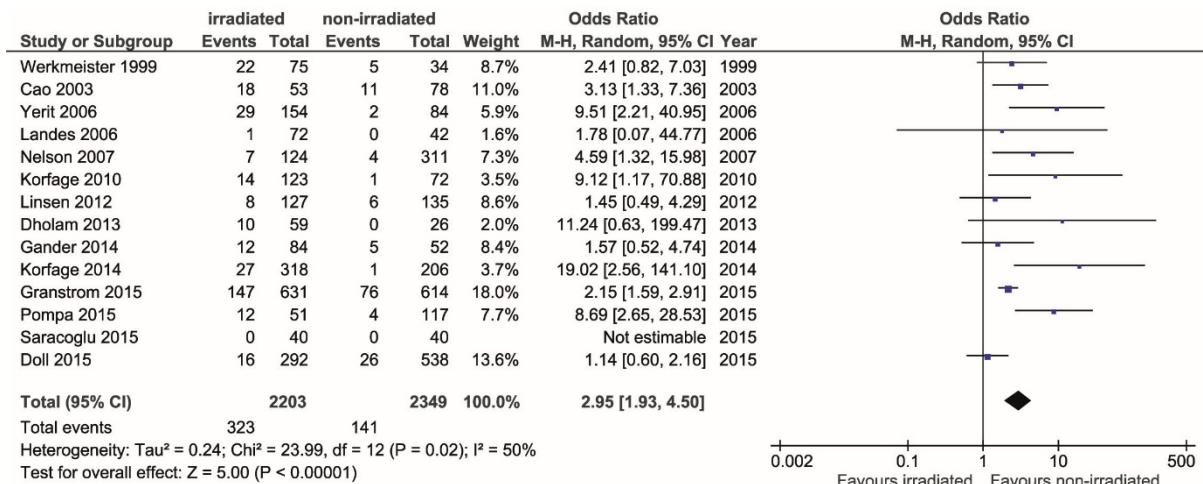 irradiated non-irradiated Odds Ratio Odds Ratio
Study or Subgroup Events Total Events Total Weight M-H, Random, 95% CI Year M-H, Random, 95% CI
Werkmeister 1999 22 75 5 34 8.7% 2.41 [0.82, 7.03] 1999
Cao 2003 18 53 11 78 11.0% 3.13 [1.33, 7.36] 2003
Yerit 2006 29 154 2 84 5.6% 9.51 [2.21, 40.95] 2006
Landes 2006 1 72 0 42 1.6% 1.78 [0.07, 44.77] 2006
Nelson 2007 7 124 4 311 7.3% 4.59 [1.32, 15.98] 2007
Korfage 2010 14 123 1 72 3.5% 9.12 [1.17, 70.88] 2010
Linsen 2012 8 127 6 135 8.6% 1.45 [0.49, 4.29] 2012
Dholam 2013 10 59 0 26 2.0% 11.24 [0.63, 199.47] 2013
Gander 2014 12 84 5 52 8.4% 1.57 [0.52, 4.74] 2014
Korfage 2014 27 318 1 206 3.7% 19.02 [2.56, 141.10] 2014
Granstrom 2015 147 631 76 614 18.0% 2.15 [1.59, 2.91] 2015
Pompa 2015 12 51 4 117 7.7% 8.69 [2.65, 28.53] 2015
Saracoglu 2015 0 40 0 40 Not estimable 2015
Doll 2015 16 292 26 538 13.6% 1.14 [0.60, 2.16] 2015
Total (95% CI) 2203 2349 100.0% 2.95 [1.93, 4.50]
Total events 323 141
Heterogeneity: Tau² = 0.24; Chi² = 23.99, df = 12 (P = 0.02); I² = 50%
Test for overall effect: Z = 5.00 (P < 0.00001)
0.002 0.1 1 10 500
Favours irradiated Favours non-irradiated